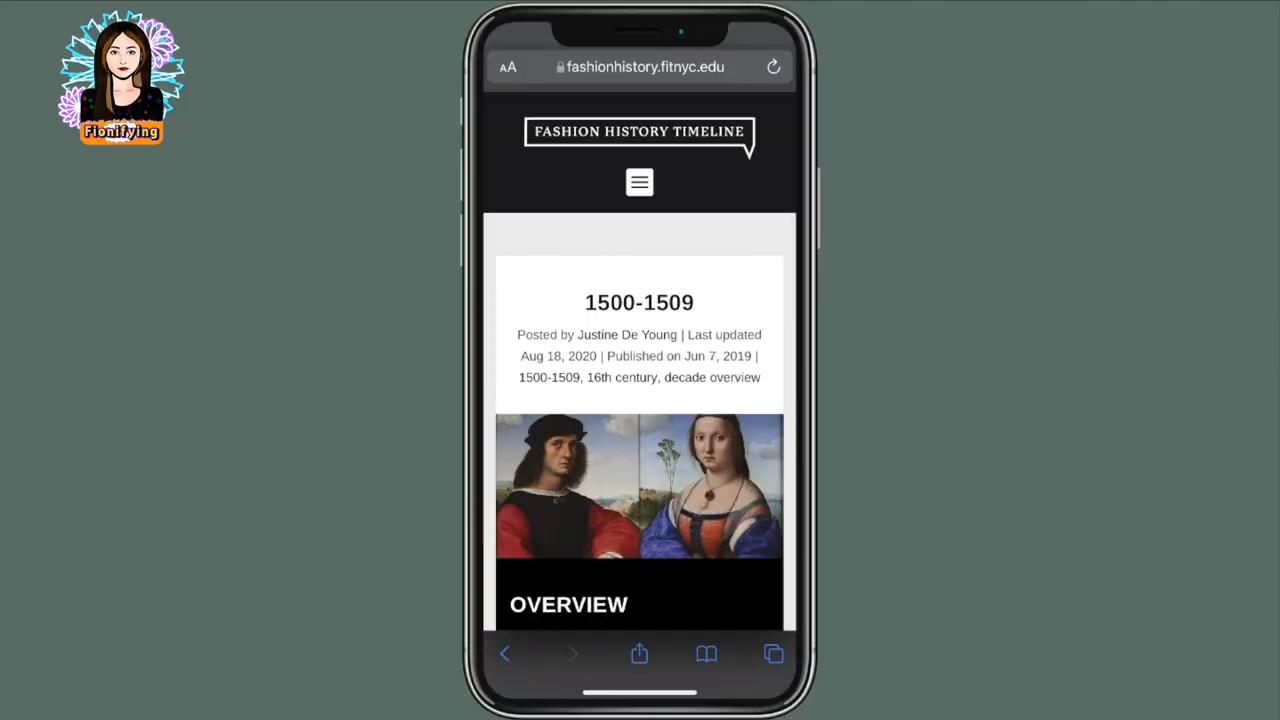 Fionifying
AA fashionhistory.fitnyc.edu
FASHION HISTORY TIMELINE
1500-1509
Posted by Justine De Young | Last updated
Aug 18, 2020 | Published on Jun 7, 2019 |
1500-1509, 16th century, decade overview
OVERVIEW